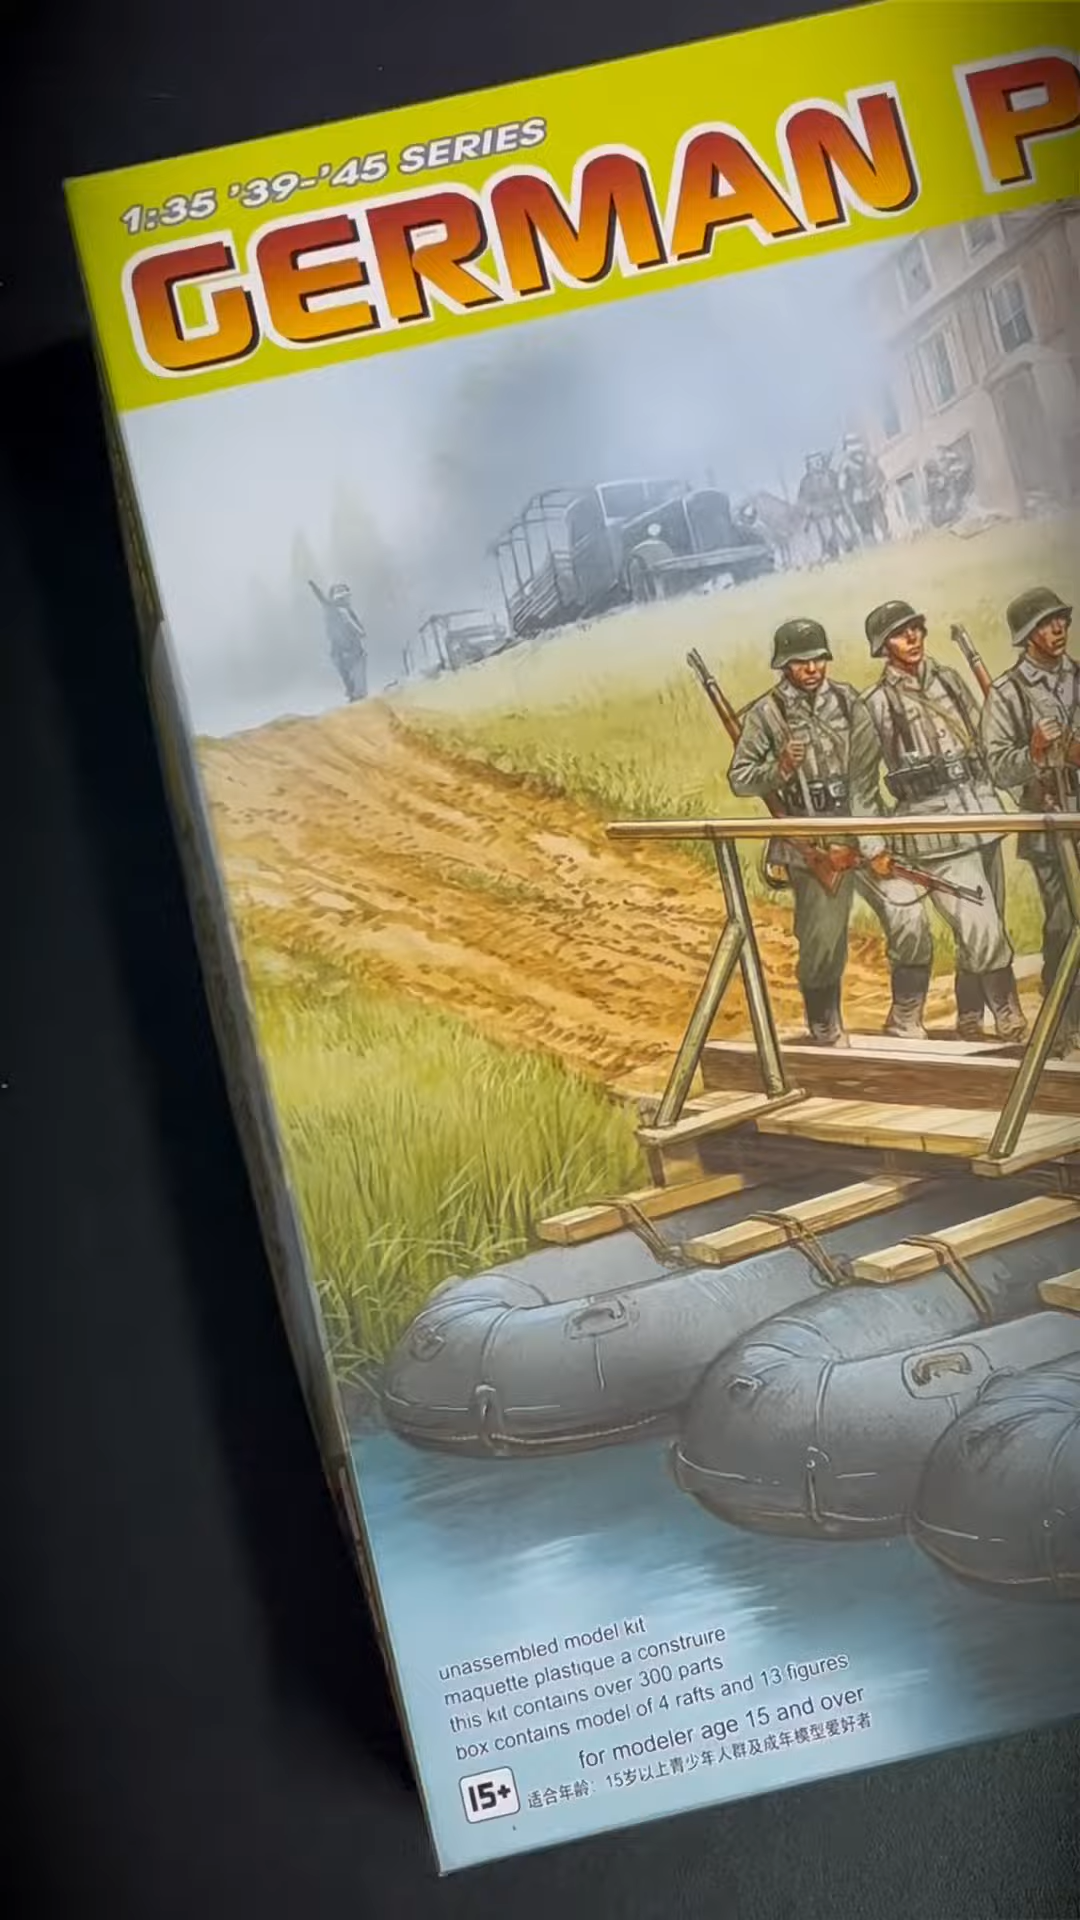 1:35 '39-'45 SERIES
GERMAN P
unassembled model kit
maquette plastique a construire
this kit contains over 300 parts
box contains model of 4 rafts and 13 figures
for modeler age 15 and over
15+ 适合年龄：15岁以上青少年人群及成年模型爱好者